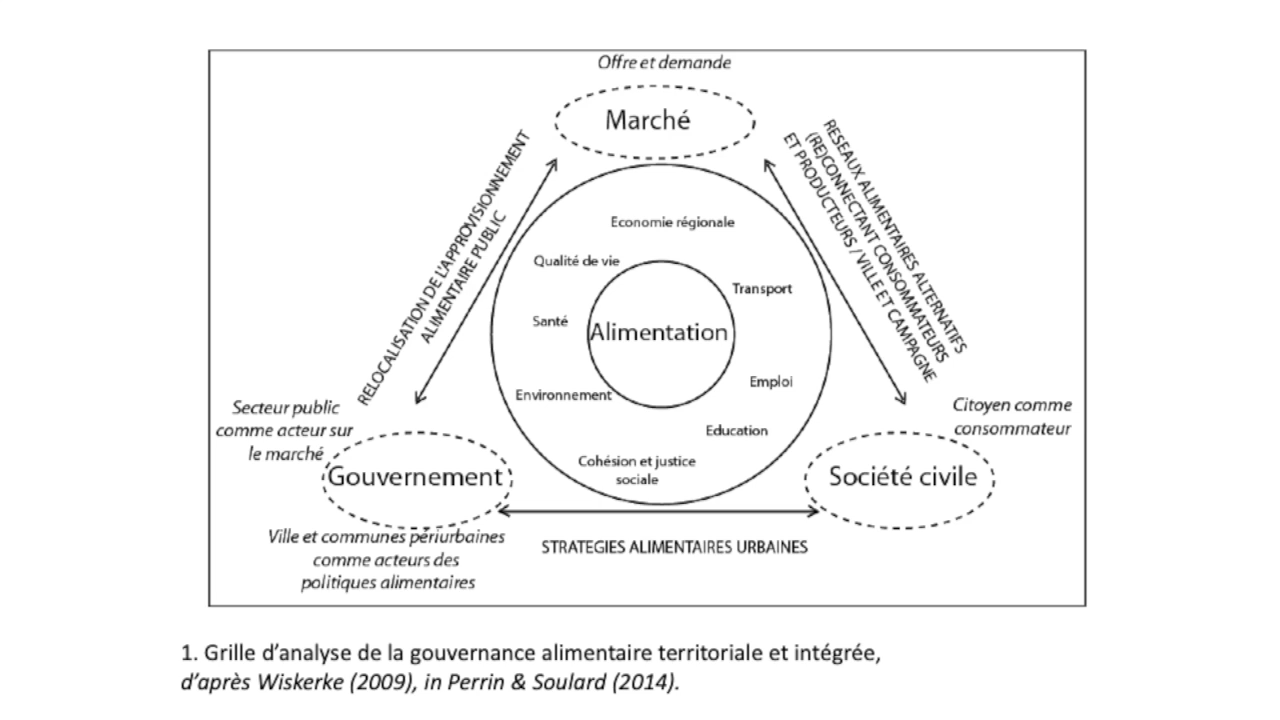 Offre et demande
Marché
RELOCALISATION DE L'APPROVISIONNEMENT
ALIMENTAIRE PUBLIC
RESEAUX ALIMENTAIRES ALTERNATIFS
(RE)CONNECTANT CONSOMMATEURS
ET PRODUCTEURS / VILLE ET CAMPAGNE
Economie régionale
Qualité de vie
Transport
Santé
Alimentation
Emploi
Environnement
Education
Cohésion et justice
sociale
Secteur public
comme acteur sur
le marché
Gouvernement
Ville et communes périurbaines
comme acteurs des
politiques alimentaires
Citoyen comme
consommateur
Société civile
STRATEGIES ALIMENTAIRES URBAINES
1. Grille d’analyse de la gouvernance alimentaire territoriale et intégrée,
d’après Wiskerke (2009), in Perrin & Soulard (2014).